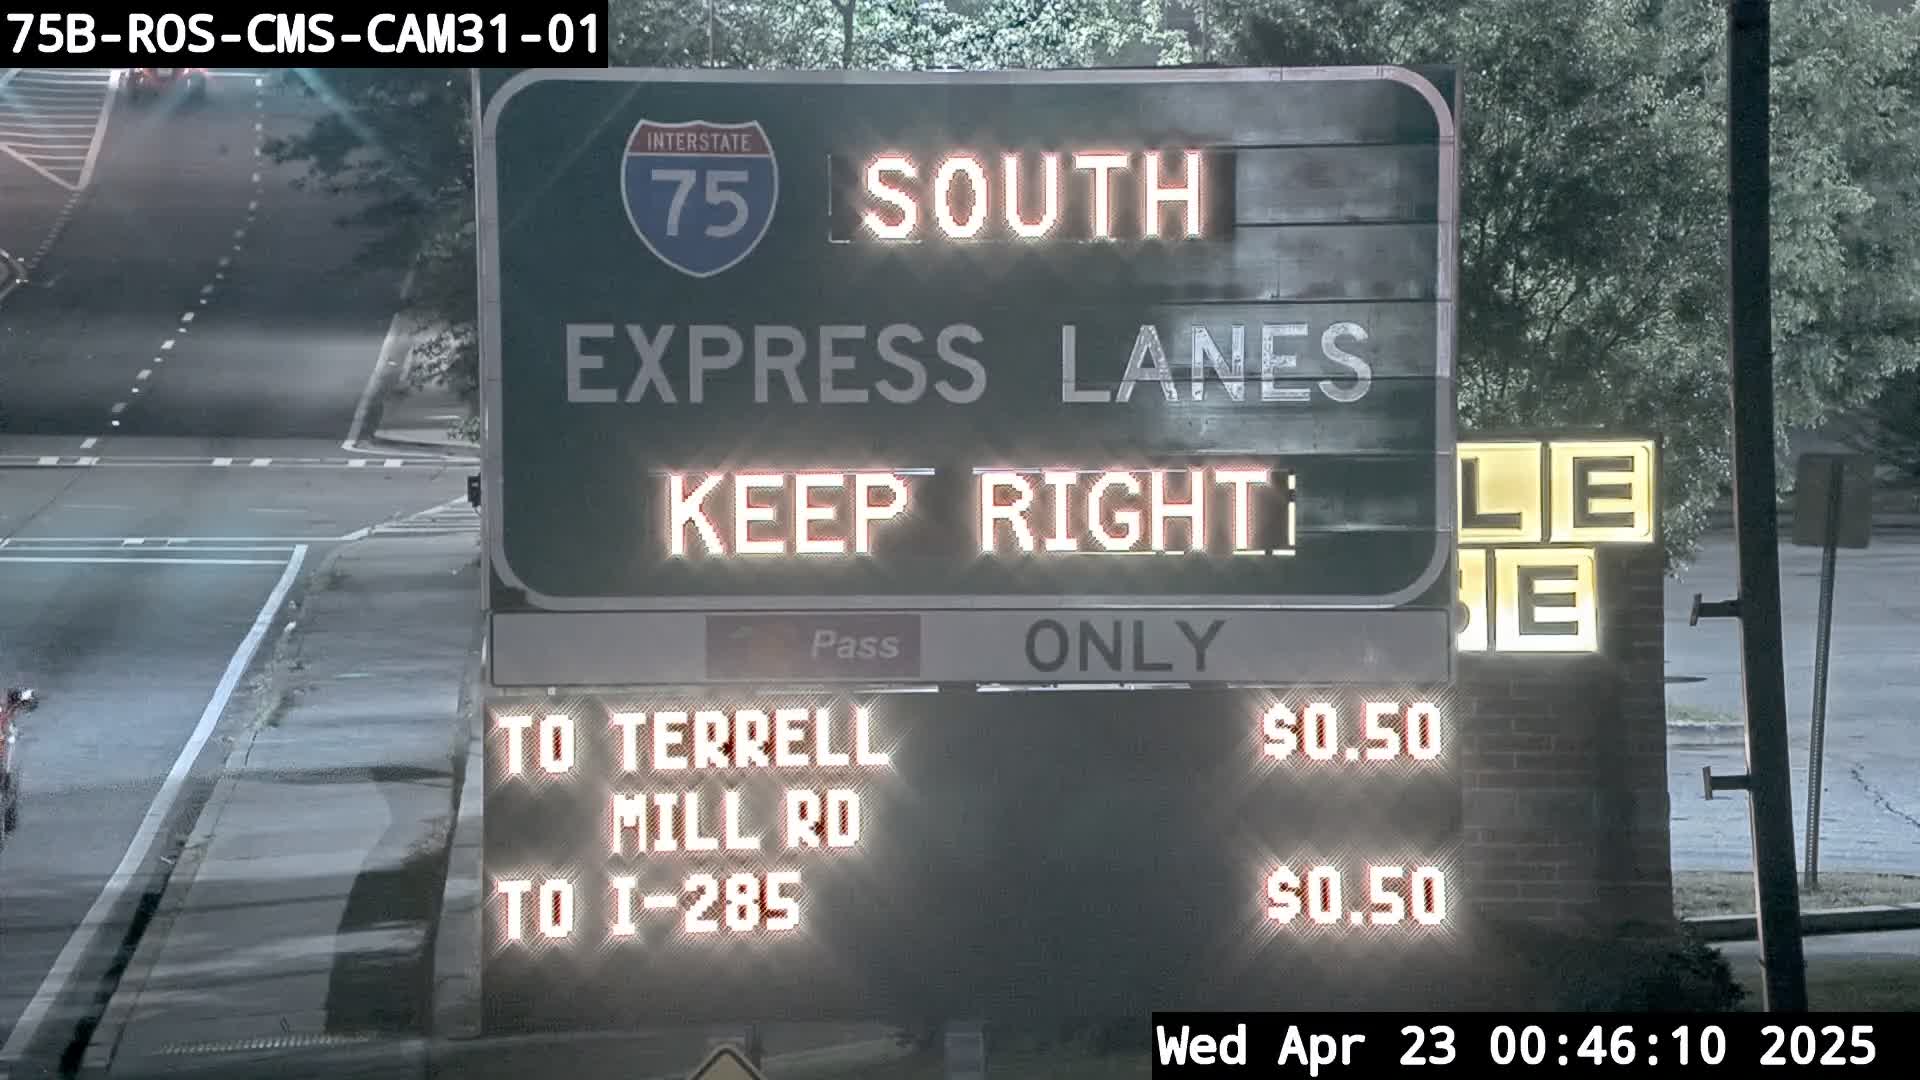 75B-ROS-CMS-CAM31-01
INTERSTATE
75
SOUTH
EXPRESS LANES
KEEP RIGHT
Pass ONLY
TO TERRELL $0.50
MILL RD
TO I-285 $0.50
LE
E
Wed Apr 23 00:46:10 2025